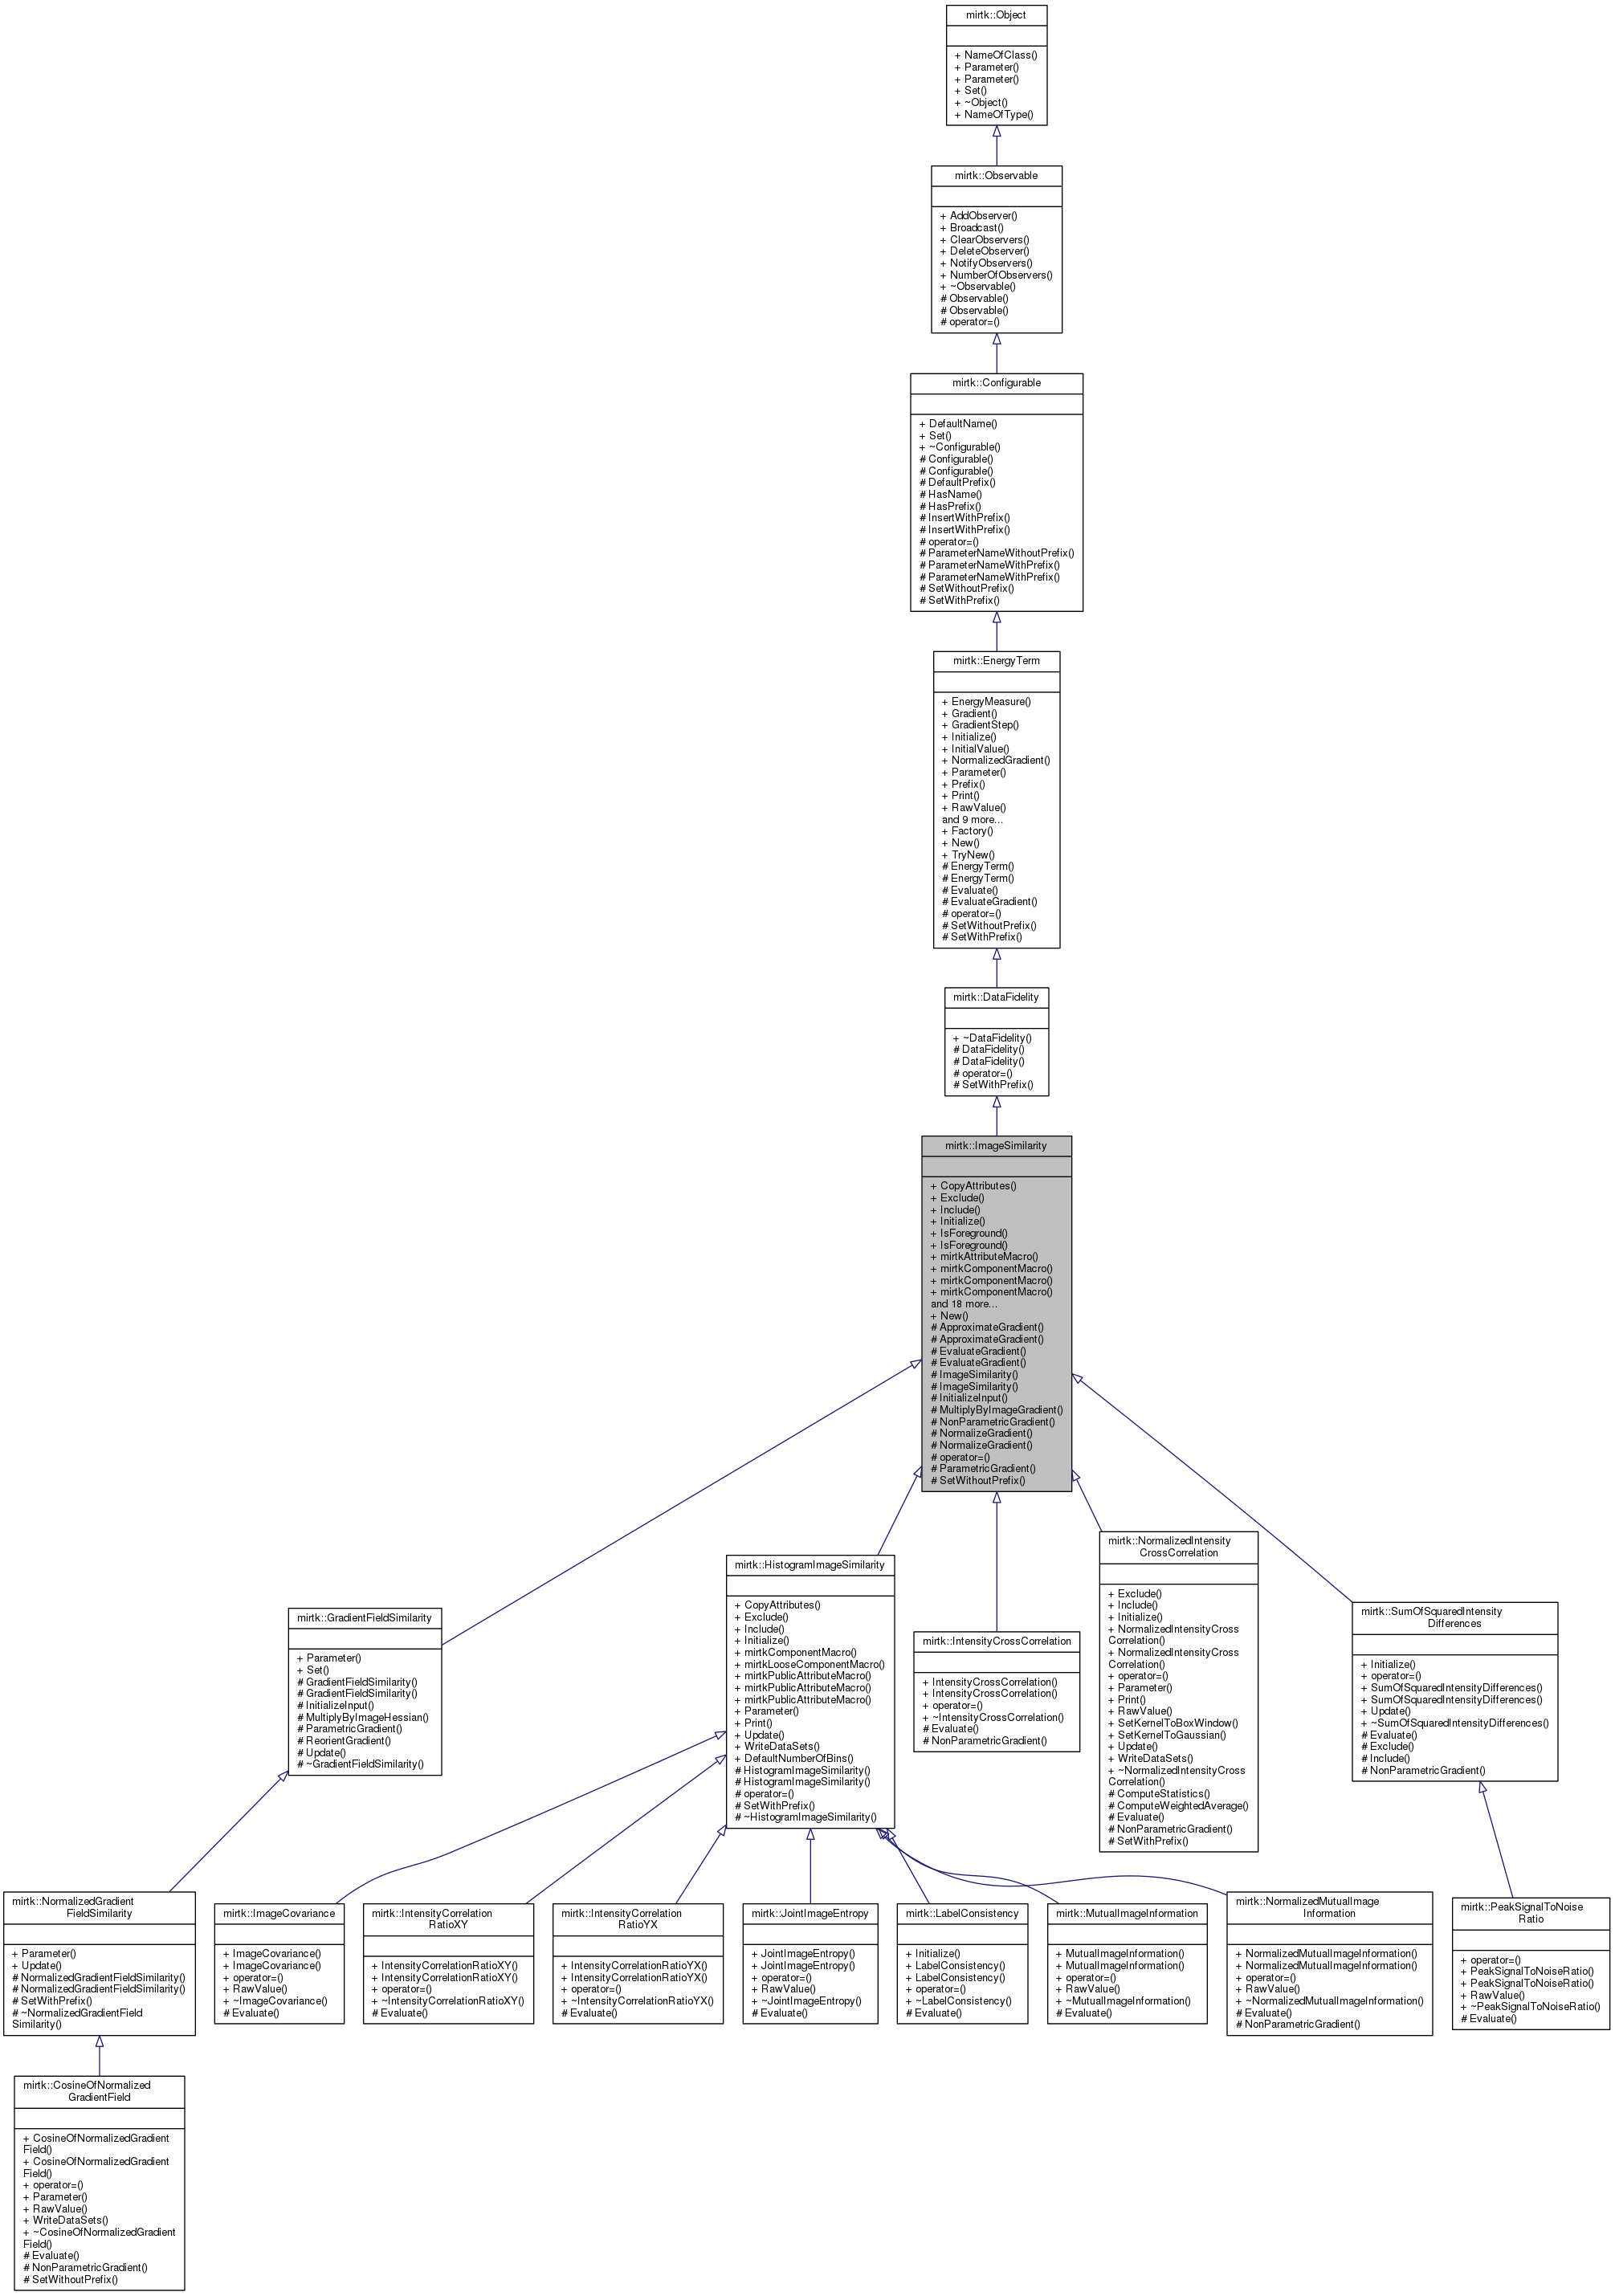 mirtk::Object
+ NameOfClass()
+ Parameter()
+ Parameter()
+ Set()
+ ~Object()
+ NameOfType()
mirtk::Observable
+ AddObserver()
+ Broadcast()
+ ClearObservers()
+ DeleteObserver()
+ NotifyObservers()
+ NumberOfObservers()
+ ~Observable()
# Observable()
# Observable()
# operator=()
mirtk::Configurable
+ DefaultName()
+ Set()
+ ~Configurable()
# Configurable()
# Configurable()
# DefaultPrefix()
# HasName()
# HasPrefix()
# InsertWithPrefix()
# InsertWithPrefix()
# operator=()
# ParameterNameWithoutPrefix()
# ParameterNameWithPrefix()
# ParameterNameWithPrefix()
# SetWithoutPrefix()
# SetWithPrefix()
mirtk::EnergyTerm
+ EnergyMeasure()
+ Gradient()
+ GradientStep()
+ Initialize()
+ InitialValue()
+ NormalizedGradient()
+ Parameter()
+ Prefix()
+ Print()
+ RawValue()
and 9 more...
+ Factory()
+ New()
+ TryNew()
# EnergyTerm()
# EnergyTerm()
# Evaluate()
# EvaluateGradient()
# operator=()
# SetWithoutPrefix()
# SetWithPrefix()
mirtk::DataFidelity
+ ~DataFidelity()
# DataFidelity()
# DataFidelity()
# operator=()
# SetWithPrefix()
mirtk::ImageSimilarity
+ CopyAttributes()
+ Exclude()
+ Include()
+ Initialize()
+ IsForeground()
+ IsForeground()
+ mirtkAttributeMacro()
+ mirtkComponentMacro()
+ mirtkComponentMacro()
+ mirtkComponentMacro()
and 18 more...
+ New()
# ApproximateGradient()
# ApproximateGradient()
# EvaluateGradient()
# EvaluateGradient()
# ImageSimilarity()
# ImageSimilarity()
# InitializeInput()
# MultiplyByImageGradient()
# NonParametricGradient()
# NormalizeGradient()
# NormalizeGradient()
# operator=()
# ParametricGradient()
# SetWithoutPrefix()
mirtk::GradientFieldSimilarity
+ Parameter()
+ Set()
# GradientFieldSimilarity()
# GradientFieldSimilarity()
# InitializeInput()
# MultiplyByImageHessian()
# ParametricGradient()
# ReorientGradient()
# Update()
# ~GradientFieldSimilarity()
mirtk::HistogramImageSimilarity
+ CopyAttributes()
+ Exclude()
+ Include()
+ Initialize()
+ mirtkComponentMacro()
+ mirtkLooseComponentMacro()
+ mirtkPublicAttributeMacro()
+ mirtkPublicAttributeMacro()
+ mirtkPublicAttributeMacro()
+ Parameter()
+ Print()
+ Update()
+ WriteDataSets()
+ DefaultNumberOfBins()
# HistogramImageSimilarity()
# HistogramImageSimilarity()
# operator=()
# SetWithPrefix()
# ~HistogramImageSimilarity()
mirtk::IntensityCrossCorrelation
+ IntensityCrossCorrelation()
+ IntensityCrossCorrelation()
+ operator=()
+ ~IntensityCrossCorrelation()
# Evaluate()
# NonParametricGradient()
mirtk::NormalizedIntensity
CrossCorrelation
+ Exclude()
+ Include()
+ Initialize()
+ NormalizedIntensityCross
Correlation()
+ NormalizedIntensityCross
Correlation()
+ operator=()
+ Parameter()
+ Print()
+ RawValue()
+ SetKernelToBoxWindow()
+ SetKernelToGaussian()
+ Update()
+ WriteDataSets()
+ ~NormalizedIntensityCross
Correlation()
# ComputeStatistics()
# ComputeWeightedAverage()
# Evaluate()
# NonParametricGradient()
# SetWithPrefix()
mirtk::SumOfSquaredIntensity
Differences
+ Initialize()
+ operator=()
+ SumOfSquaredIntensityDifferences()
+ SumOfSquaredIntensityDifferences()
+ Update()
+ ~SumOfSquaredIntensityDifferences()
# Evaluate()
# Exclude()
# Include()
# NonParametricGradient()
mirtk::NormalizedGradient
FieldSimilarity
+ Parameter()
+ Update()
# NormalizedGradientFieldSimilarity()
# NormalizedGradientFieldSimilarity()
# SetWithPrefix()
# ~NormalizedGradientField
Similarity()
mirtk::ImageCovariance
+ ImageCovariance()
+ ImageCovariance()
+ operator=()
+ RawValue()
+ ~ImageCovariance()
# Evaluate()
mirtk::IntensityCorrelation
RatioXY
+ IntensityCorrelationRatioXY()
+ IntensityCorrelationRatioXY()
+ operator=()
+ ~IntensityCorrelationRatioXY()
# Evaluate()
mirtk::IntensityCorrelation
RatioYX
+ IntensityCorrelationRatioYX()
+ IntensityCorrelationRatioYX()
+ operator=()
+ ~IntensityCorrelationRatioYX()
# Evaluate()
mirtk::JointImageEntropy
+ JointImageEntropy()
+ JointImageEntropy()
+ operator=()
+ RawValue()
+ ~JointImageEntropy()
# Evaluate()
mirtk::LabelConsistency
+ Initialize()
+ LabelConsistency()
+ LabelConsistency()
+ operator=()
+ ~LabelConsistency()
# Evaluate()
mirtk::MutualImageInformation
+ MutualImageInformation()
+ MutualImageInformation()
+ operator=()
+ RawValue()
+ ~MutualImageInformation()
# Evaluate()
mirtk::NormalizedMutualImage
Information
+ NormalizedMutualImageInformation()
+ NormalizedMutualImageInformation()
+ operator=()
+ RawValue()
+ ~NormalizedMutualImageInformation()
# Evaluate()
# NonParametricGradient()
mirtk::PeakSignalToNoise
Ratio
+ operator=()
+ PeakSignalToNoiseRatio()
+ PeakSignalToNoiseRatio()
+ RawValue()
+ ~PeakSignalToNoiseRatio()
# Evaluate()
mirtk::CosineOfNormalized
GradientField
+ CosineOfNormalizedGradient
Field()
+ CosineOfNormalizedGradient
Field()
+ operator=()
+ Parameter()
+ RawValue()
+ WriteDataSets()
+ ~CosineOfNormalizedGradient
Field()
# Evaluate()
# NonParametricGradient()
# SetWithoutPrefix()